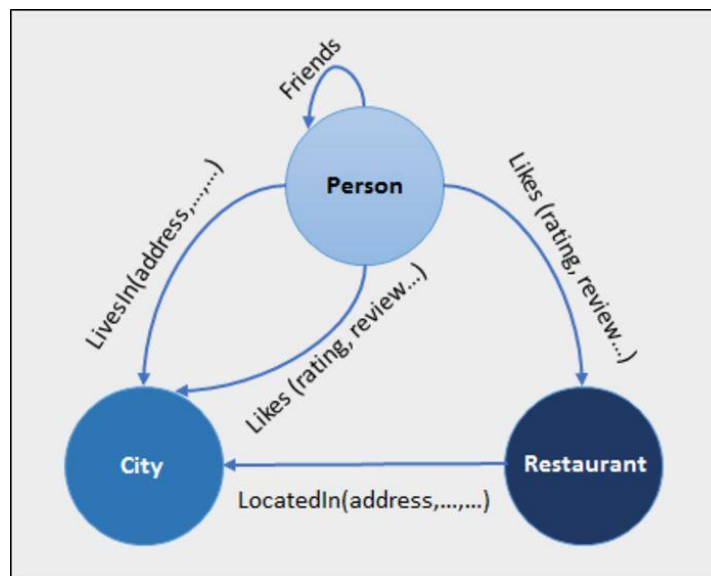 Friends
Person
LivesIn(address,...,...)
Likes (rating, review...)
Likes (rating, review...)
City
Restaurant
LocatedIn(address,...,...)